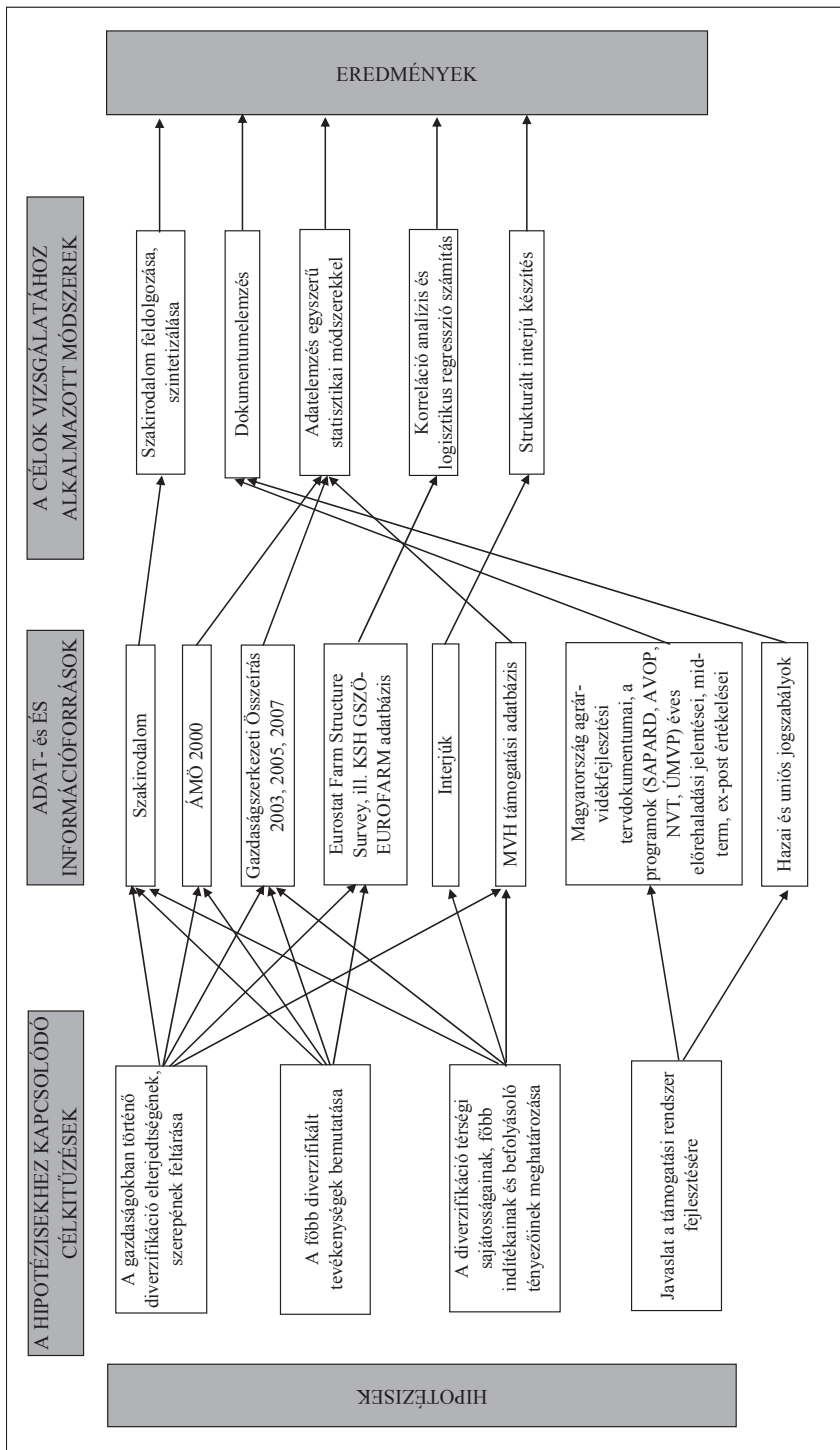 HIPOTÉZISEK
A HIPOTÉZISEKHEZ KAPCSOLÓDÓ
CÉLKITŰZÉSEK
A gazdaságokban történő
diverzifikáció elterjedtségének,
szerepének feltárása
A főbb diverzifikált
tevékenységek bemutatása
A diverzifikáció térségi
sajátosságainak, főbb
indítékainak és befolyásoló
tényezőinek meghatározása
Javaslat a támogatási rendszer
fejlesztésére
ADAT- és ÉS
INFORMÁCIÓFORRÁSOK
Szakirodalom
ÁMÖ 2000
Gazdaságszerkezeti Összeírás
2003, 2005, 2007
Eurostat Farm Structure
Survey, ill. KSH GSZÖ-
EUROFARM adatbázis
Interjúk
MVH támogatási adatbázis
Magyarország agrár-
vidékfejlesztési
tervdokumentumai, a
programok (SAPARD, AVOP,
NVT, ÚMVP) éves
előrehaladási jelentései, mid-
term, ex-post értékelései
Hazai és uniós jogszabályok
A CÉLOK VIZSGÁLATÁHOZ
ALKALMAZOTT MÓDSZEREK
Szakirodalom feldolgozása,
szintetizálása
Dokumentumelemzés
Adatelemzés egyszerű
statisztikai módszerekkel
Korreláció analízis és
logisztikus regresszió számítás
Strukturált interjú készítés
EREDMÉNYEK